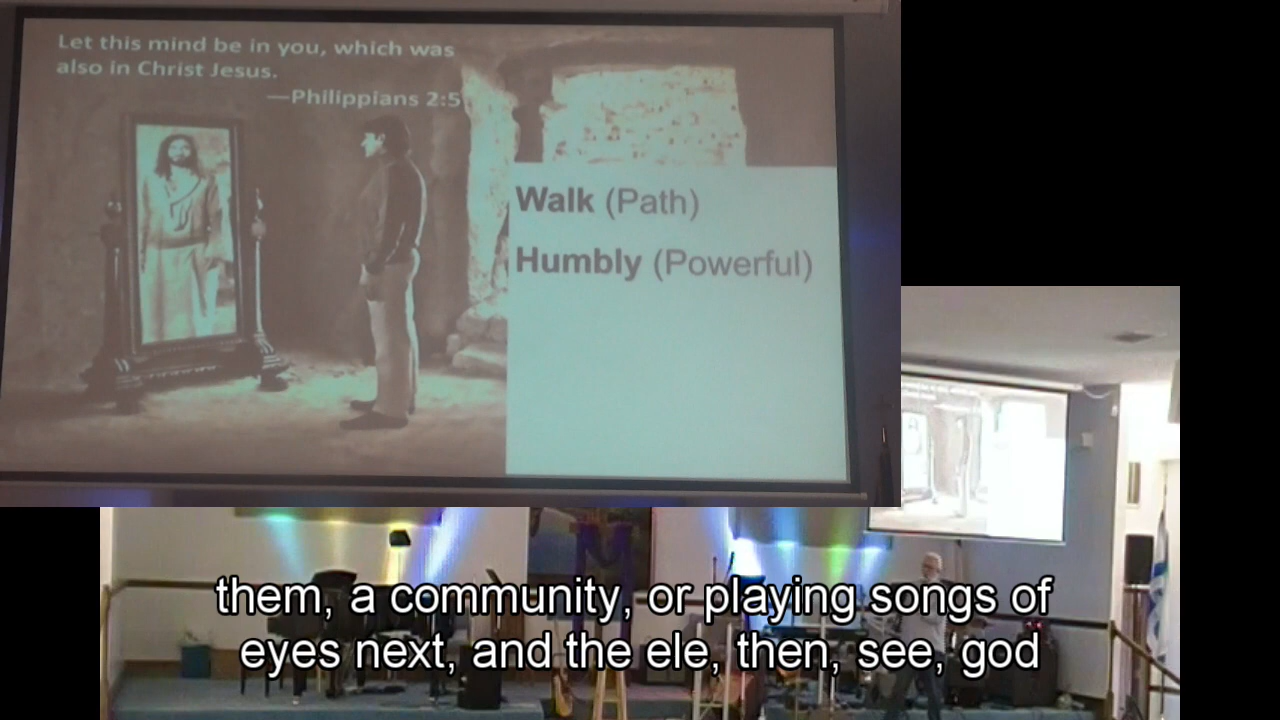 Let this mind be in you, which was
also in Christ Jesus.
—Philippians 2:5
Walk (Path)
Humbly (Powerful)
them, a community, or playing songs of
eyes next, and the ele, then, see, god